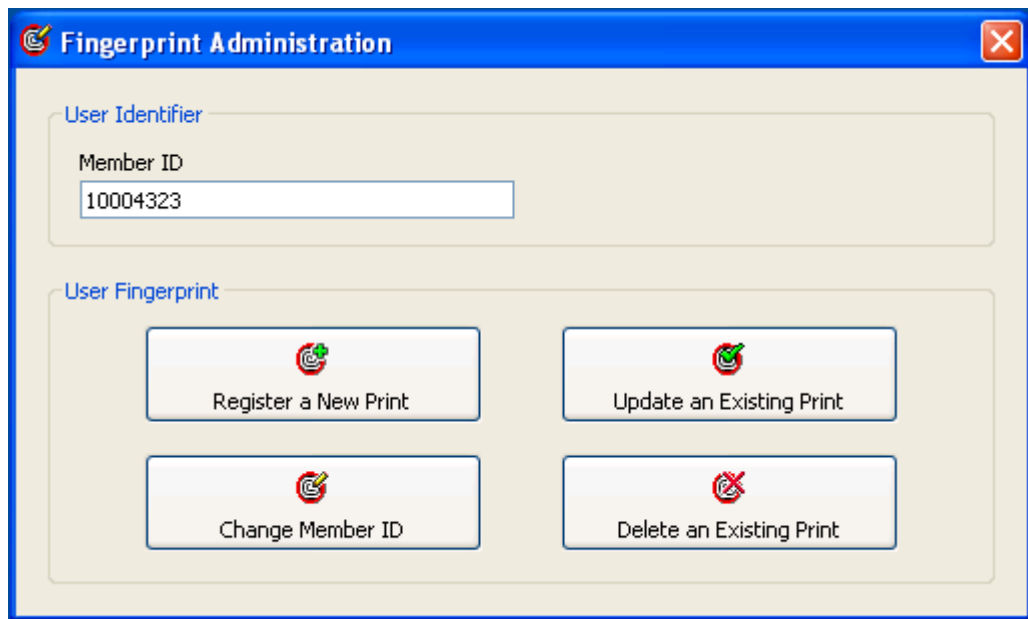 Fingerprint Administration
User Identifier
Member ID
10004323
User Fingerprint
Register a New Print
Update an Existing Print
Change Member ID
Delete an Existing Print